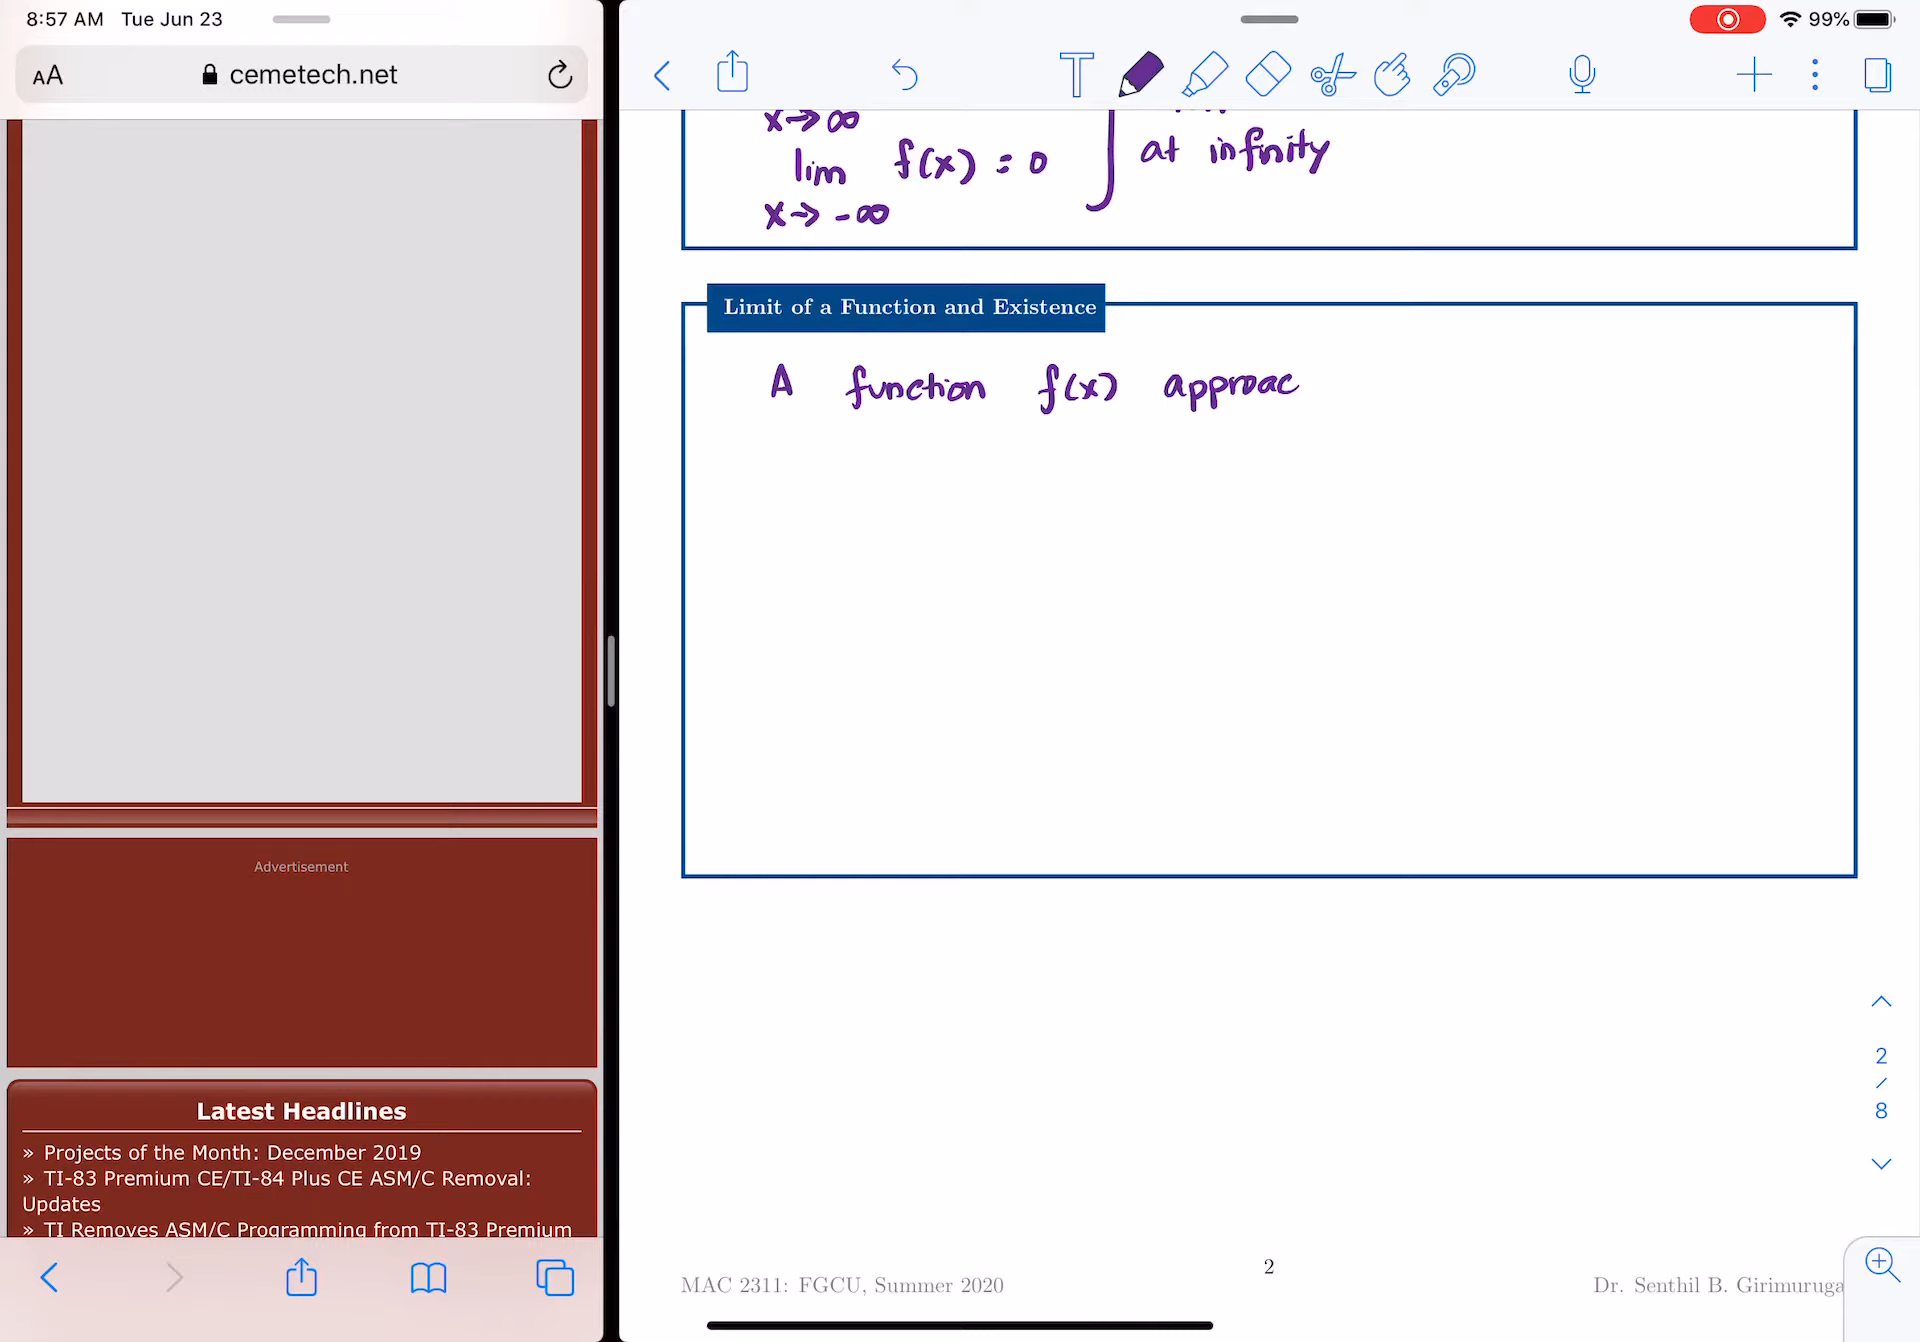 8:57 AM Tue Jun 23
99%
AA cemetech.net
Advertisement
Latest Headlines
» Projects of the Month: December 2019
» TI-83 Premium CE/TI-84 Plus CE ASM/C Removal:
Updates
» TI Removes ASM/C Programming from TI-83 Premium
T
x→∞
lim f(x) = 0
x→ -∞
at infinity
Limit of a Function and Existence
A function f(x) approac
2
/
8
2
MAC 2311: FGCU, Summer 2020
Dr. Senthil B. Girimuruga